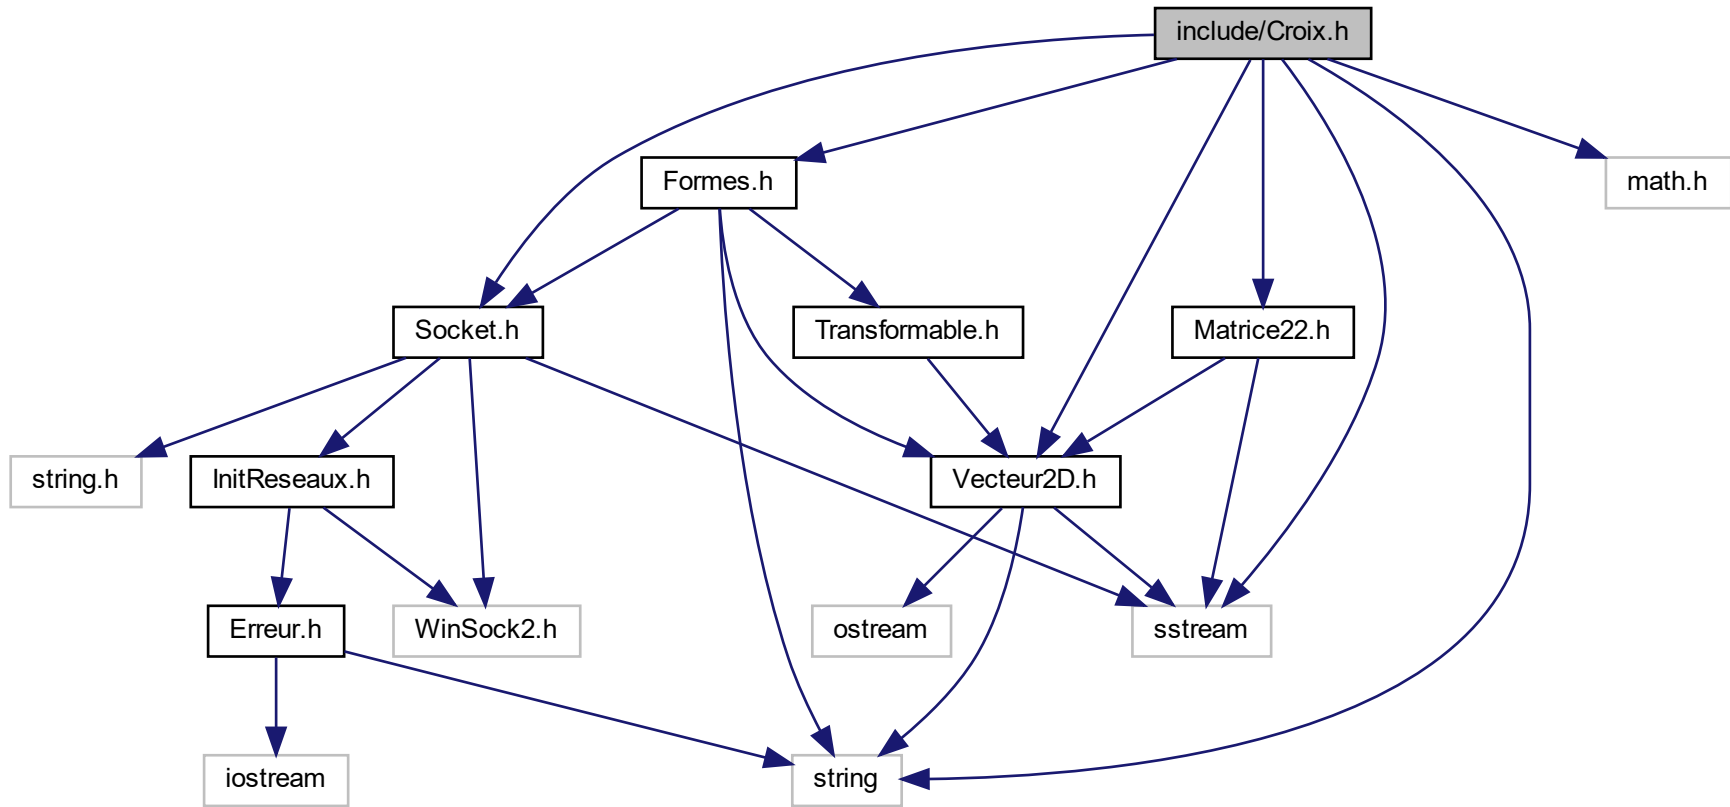 include/Croix.h
Formes.h
math.h
Socket.h
Transformable.h
Matrice22.h
string.h
InitReseaux.h
Vecteur2D.h
Erreur.h
WinSock2.h
ostream
sstream
iostream
string